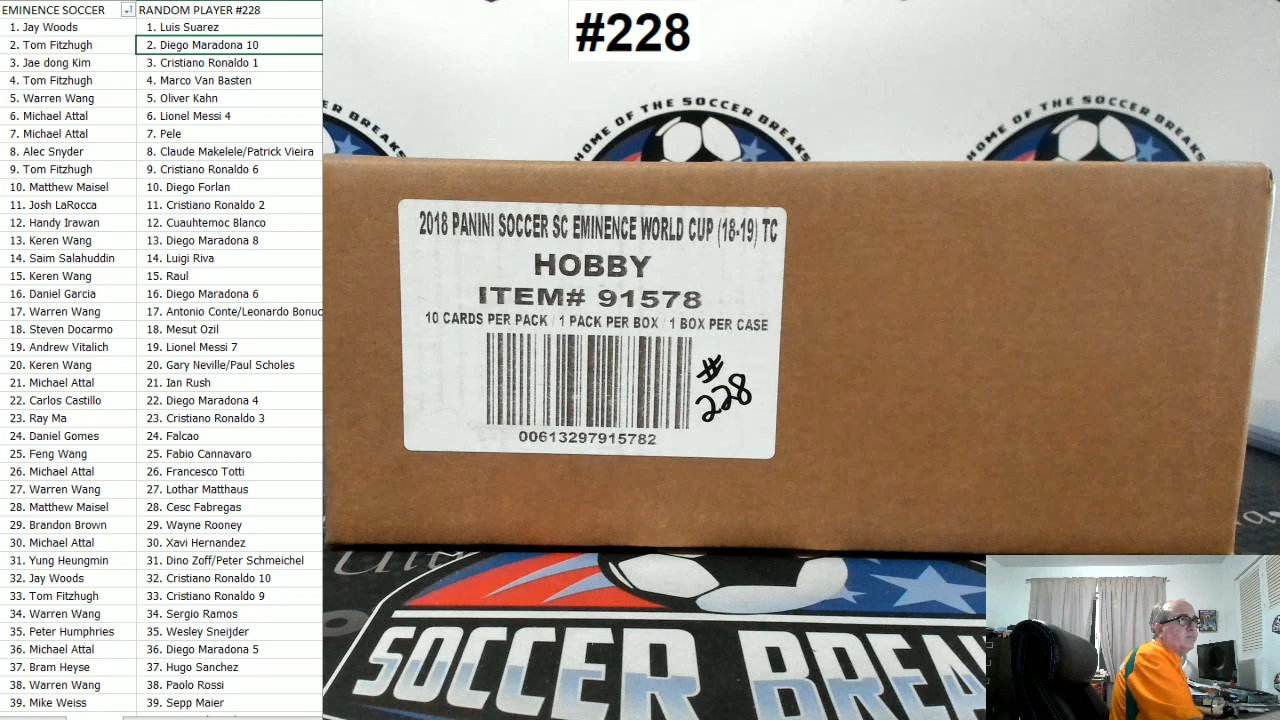 EMINENCE SOCCER RANDOM PLAYER #228
1. Jay Woods 1. Luis Suarez
2. Tom Fitzhugh 2. Diego Maradona 10
3. Jae dong Kim 3. Cristiano Ronaldo 1
4. Tom Fitzhugh 4. Marco Van Basten
5. Warren Wang 5. Oliver Kahn
6. Michael Attal 6. Lionel Messi 4
7. Michael Attal 7. Pele
8. Alec Snyder 8. Claude Makelele/Patrick Vieira
9. Tom Fitzhugh 9. Cristiano Ronaldo 6
10. Matthew Maisel 10. Diego Forlan
11. Josh LaRocca 11. Cristiano Ronaldo 2
12. Handy Irawan 12. Cuauhtemoc Blanco
13. Keren Wang 13. Diego Maradona 8
14. Saim Salahuddin 14. Luigi Riva
15. Keren Wang 15. Raul
16. Daniel Garcia 16. Diego Maradona 6
17. Warren Wang 17. Antonio Conte/Leonardo Bonuc
18. Steven Docarmo 18. Mesut Ozil
19. Andrew Vitalich 19. Lionel Messi 7
20. Keren Wang 20. Gary Neville/Paul Scholes
21. Michael Attal 21. Ian Rush
22. Carlos Castillo 22. Diego Maradona 4
23. Ray Ma 23. Cristiano Ronaldo 3
24. Daniel Gomes 24. Falcao
25. Feng Wang 25. Fabio Cannavaro
26. Michael Attal 26. Francesco Totti
27. Warren Wang 27. Lothar Matthaus
28. Matthew Maisel 28. Cesc Fabregas
29. Brandon Brown 29. Wayne Rooney
30. Michael Attal 30. Xavi Hernandez
31. Yung Heungmin 31. Dino Zoff/Peter Schmeichel
32. Jay Woods 32. Cristiano Ronaldo 10
33. Tom Fitzhugh 33. Cristiano Ronaldo 9
34. Warren Wang 34. Sergio Ramos
35. Peter Humphries 35. Wesley Sneijder
36. Michael Attal 36. Diego Maradona 5
37. Bram Heyse 37. Hugo Sanchez
38. Warren Wang 38. Paolo Rossi
39. Mike Weiss 39. Sepp Maier
#228
ER BREAKS
HOME OF THE SOCCER BREAKS
HOME OF THE SOCCER BREAKS
2018 PANINI SOCCER SC EMINENCE WORLD CUP (18-19) TC
HOBBY
ITEM# 91578
10 CARDS PER PACK / 1 PACK PER BOX / 1 BOX PER CASE
# 228
00613297915782
SOCCER BREA